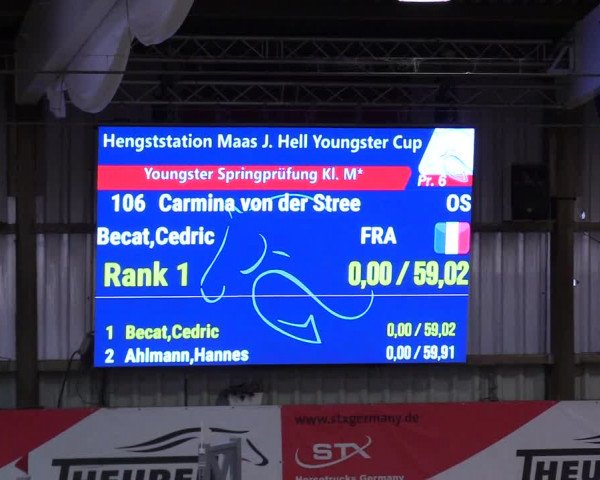 Hengststation Maas J. Hell Youngster Cup
Youngster Springprüfung Kl. M*
Pr. 6
106 Carmina von der Stree OS
Becat,Cedric FRA
Rank 1 0,00 / 59,02
1 Becat,Cedric 0,00 / 59,02
2 Ahlmann,Hannes 0,00 / 59,91
www.stxgermany.de
STX
Horsetrucks Germany